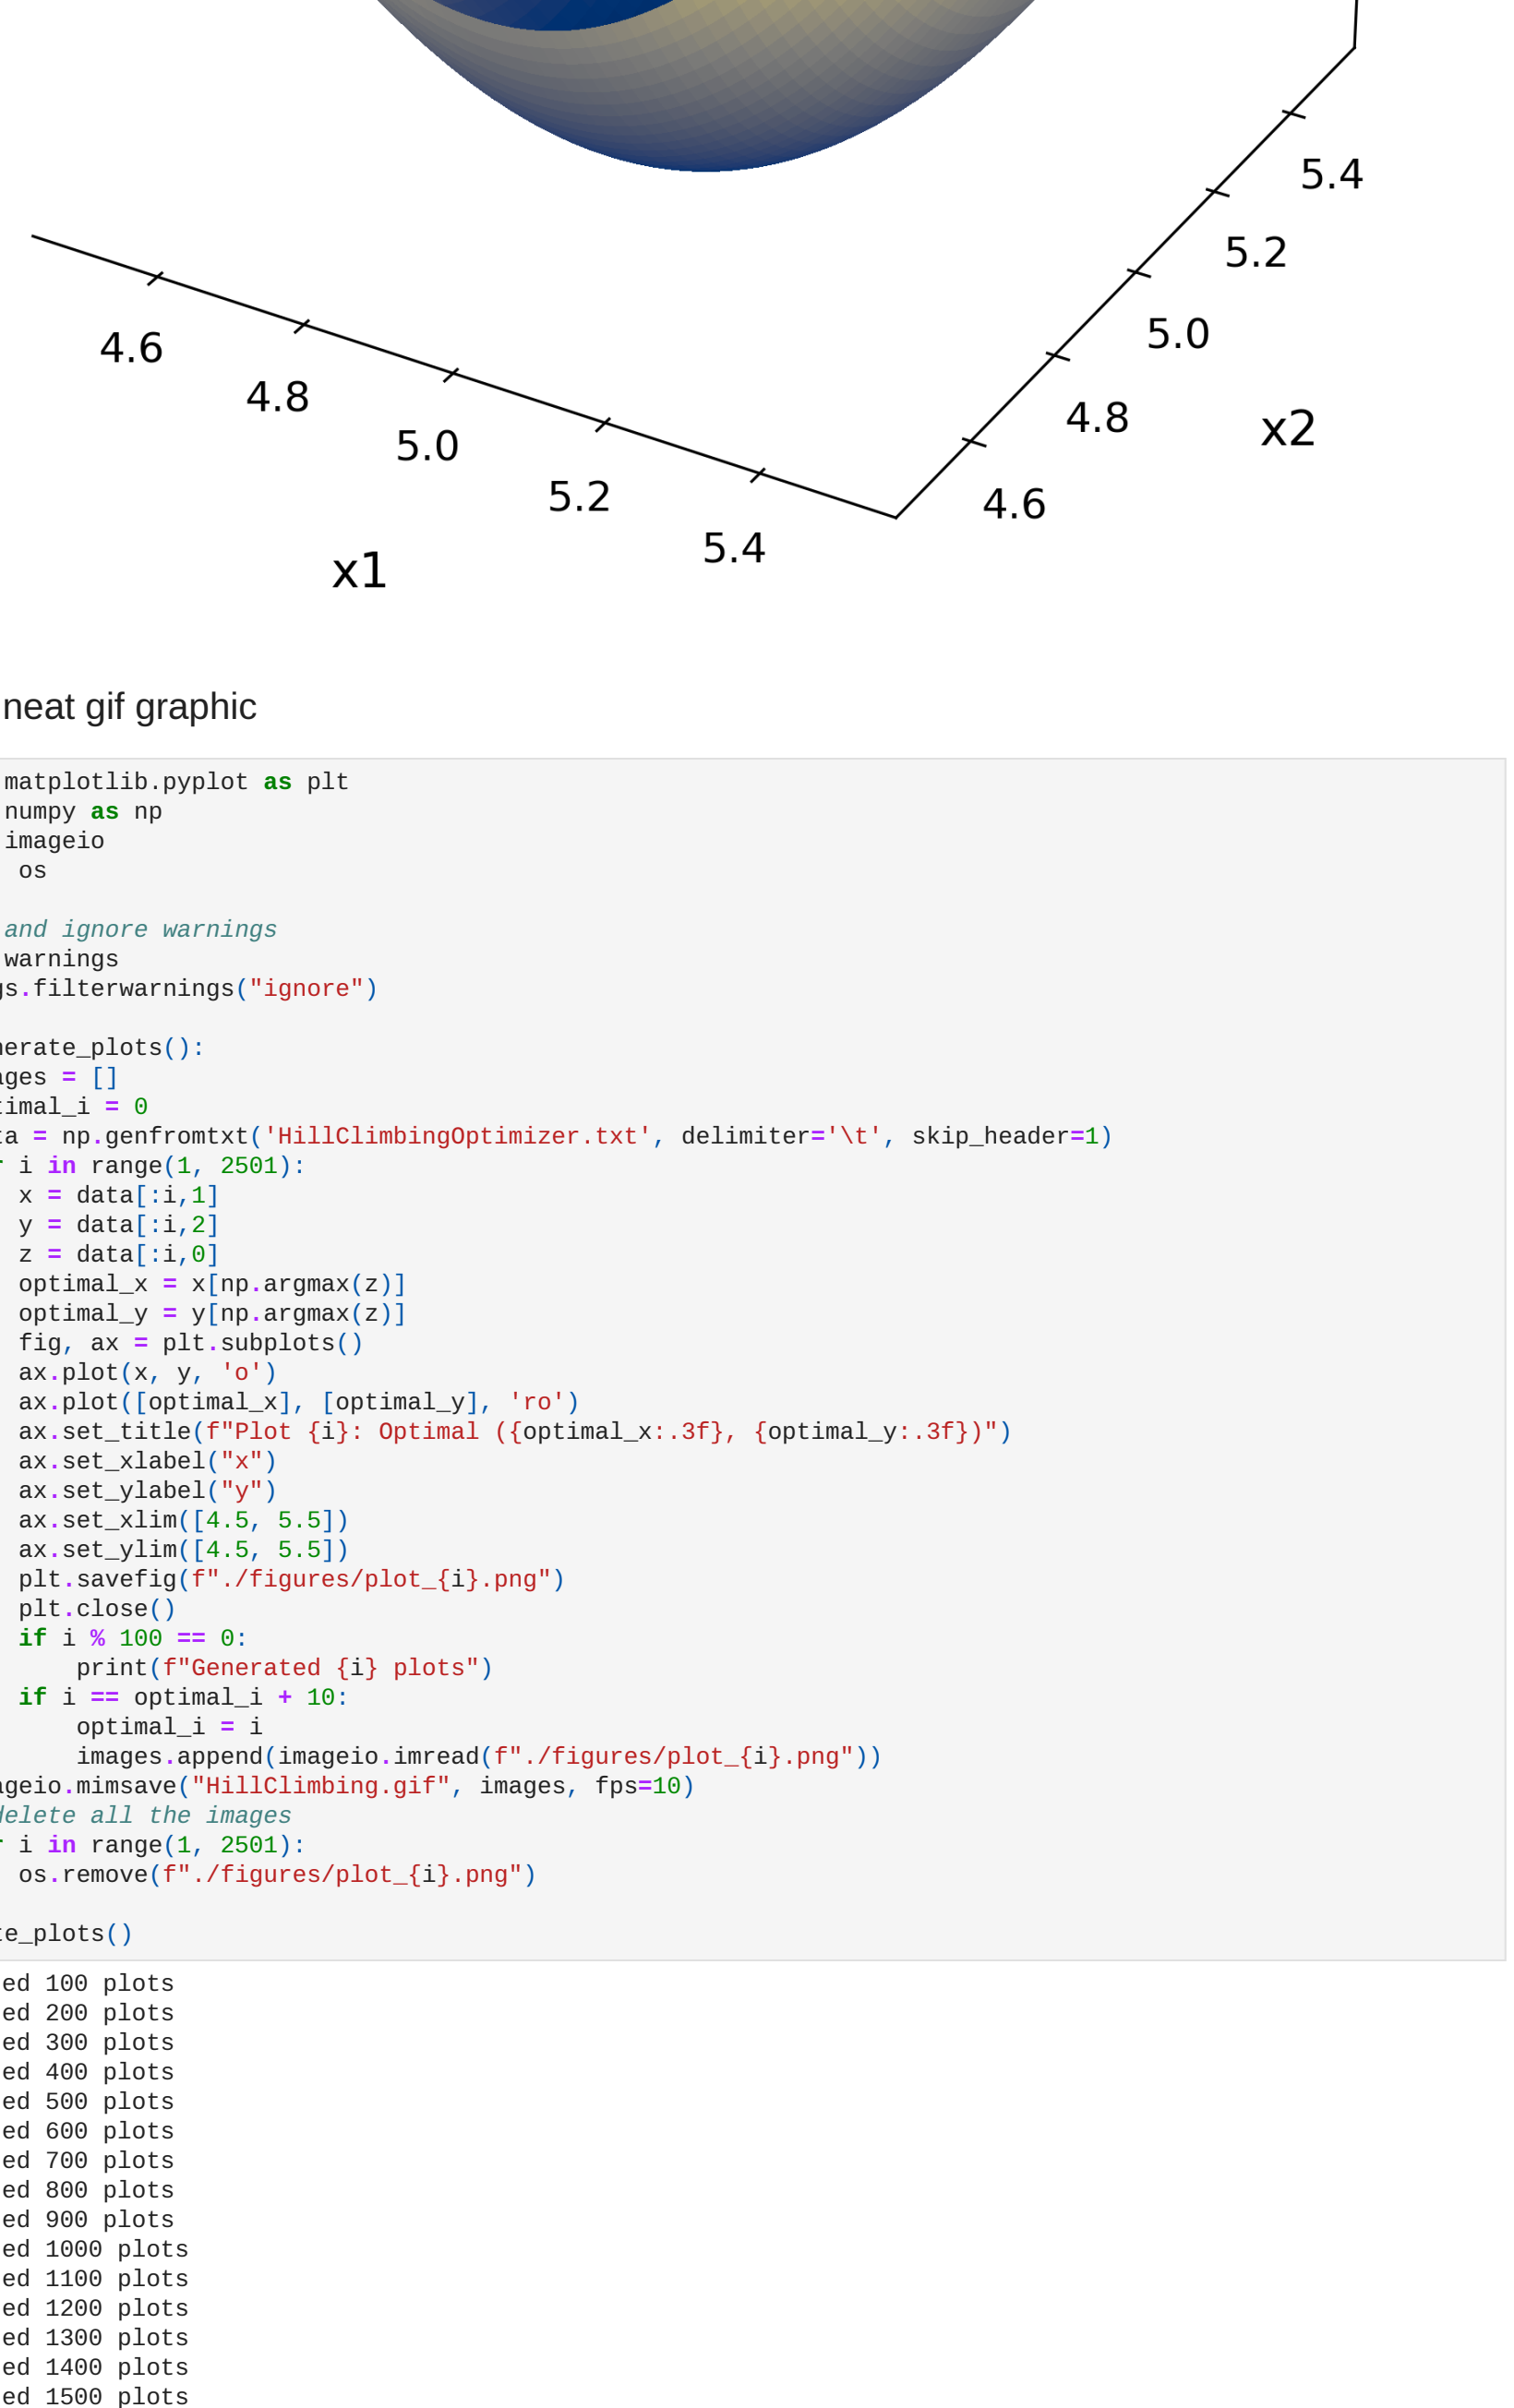 5.4
5.2
5.0
4.8
4.6
x2
4.6
4.8
5.0
5.2
5.4
x1
neat gif graphic
matplotlib.pyplot as plt
numpy as np
imageio
os
and ignore warnings
warnings
gs.filterwarnings("ignore")
nerate_plots():
ages = []
timal_i = 0
ta = np.genfromtxt('HillClimbingOptimizer.txt', delimiter='\t', skip_header=1)
r i in range(1, 2501):
x = data[:i,1]
y = data[:i,2]
z = data[:i,0]
optimal_x = x[np.argmax(z)]
optimal_y = y[np.argmax(z)]
fig, ax = plt.subplots()
ax.plot(x, y, 'o')
ax.plot([optimal_x], [optimal_y], 'ro')
ax.set_title(f"Plot {i}: Optimal ({optimal_x:.3f}, {optimal_y:.3f})")
ax.set_xlabel("x")
ax.set_ylabel("y")
ax.set_xlim([4.5, 5.5])
ax.set_ylim([4.5, 5.5])
plt.savefig(f"./figures/plot_{i}.png")
plt.close()
if i % 100 == 0:
print(f"Generated {i} plots")
if i == optimal_i + 10:
optimal_i = i
images.append(imageio.imread(f"./figures/plot_{i}.png"))
ageio.mimsave("HillClimbing.gif", images, fps=10)
delete all the images
r i in range(1, 2501):
os.remove(f"./figures/plot_{i}.png")
te_plots()
ed 100 plots
ed 200 plots
ed 300 plots
ed 400 plots
ed 500 plots
ed 600 plots
ed 700 plots
ed 800 plots
ed 900 plots
ed 1000 plots
ed 1100 plots
ed 1200 plots
ed 1300 plots
ed 1400 plots
ed 1500 plots